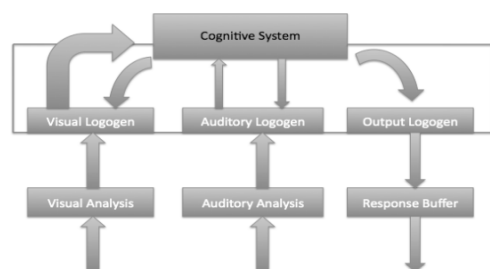 Cognitive System
Visual Logogen
Auditory Logogen
Output Logogen
Visual Analysis
Auditory Analysis
Response Buffer